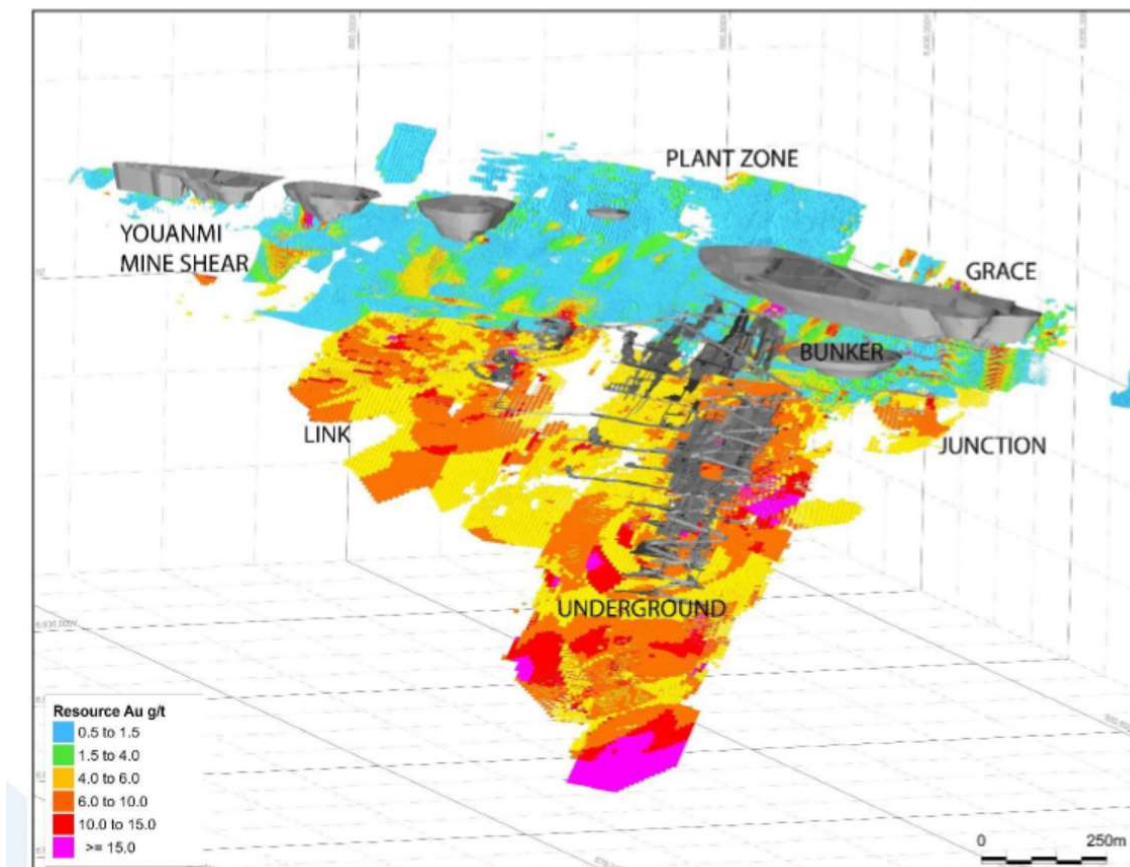 PLANT ZONE
YOUANMI
MINE SHEAR
GRACE
BUNKER
LINK
JUNCTION
UNDERGROUND
Resource Au g/t
0.5 to 1.5
1.5 to 4.0
4.0 to 6.0
6.0 to 10.0
10.0 to 15.0
>= 15.0
0 250m